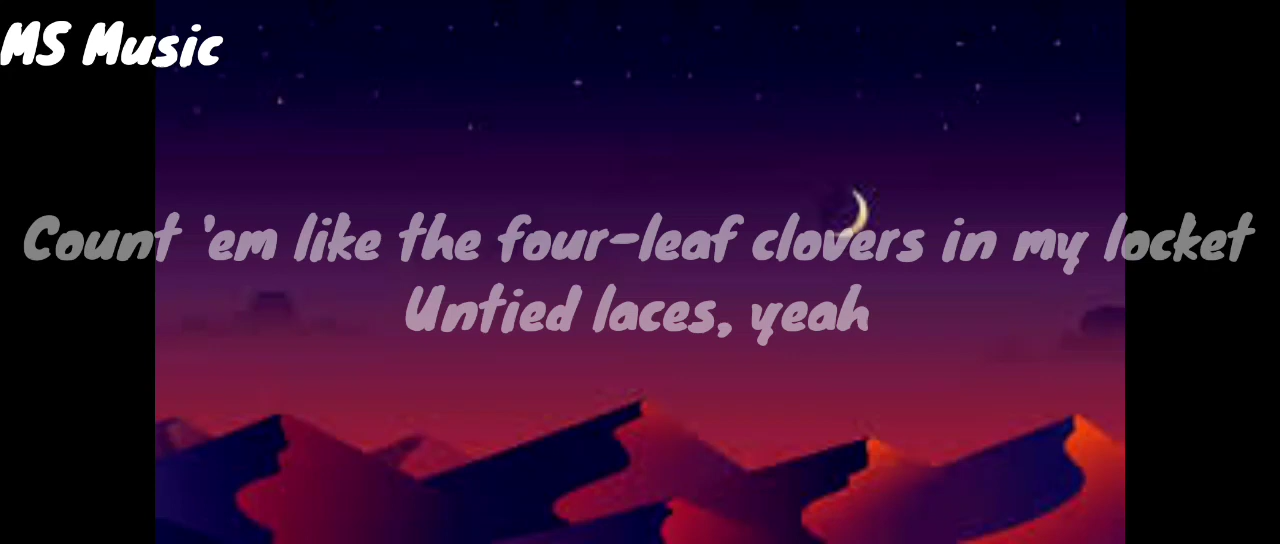 MS Music
Count 'em like the four-leaf clovers in my locket
Untied laces, yeah